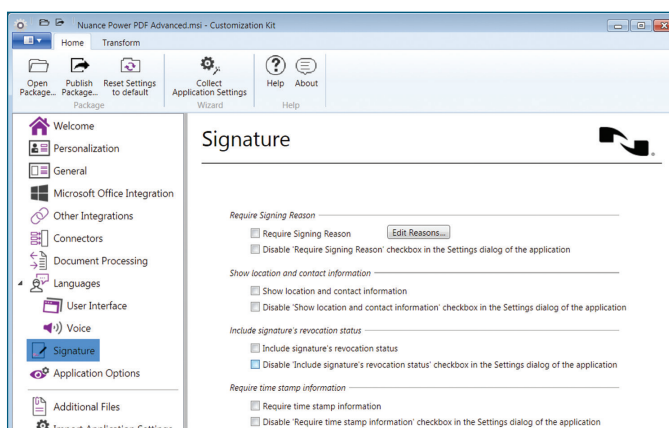 Nuance Power PDF Advanced.msi - Customization Kit
Home Transform
Open Package... Publish Package... Reset Settings to default Collect Application Settings Help About
Package Wizard Help
Welcome
Personalization
General
Microsoft Office Integration
Other Integrations
Connectors
Document Processing
Languages
User Interface
Voice
Signature
Application Options
Additional Files
Import Application Settings
Signature
Require Signing Reason
Require Signing Reason Edit Reasons...
Disable 'Require Signing Reason' checkbox in the Settings dialog of the application
Show location and contact information
Show location and contact information
Disable 'Show location and contact information' checkbox in the Settings dialog of the application
Include signature's revocation status
Include signature's revocation status
Disable 'Include signature's revocation status' checkbox in the Settings dialog of the application
Require time stamp information
Require time stamp information
Disable 'Require time stamp information' checkbox in the Settings dialog of the application